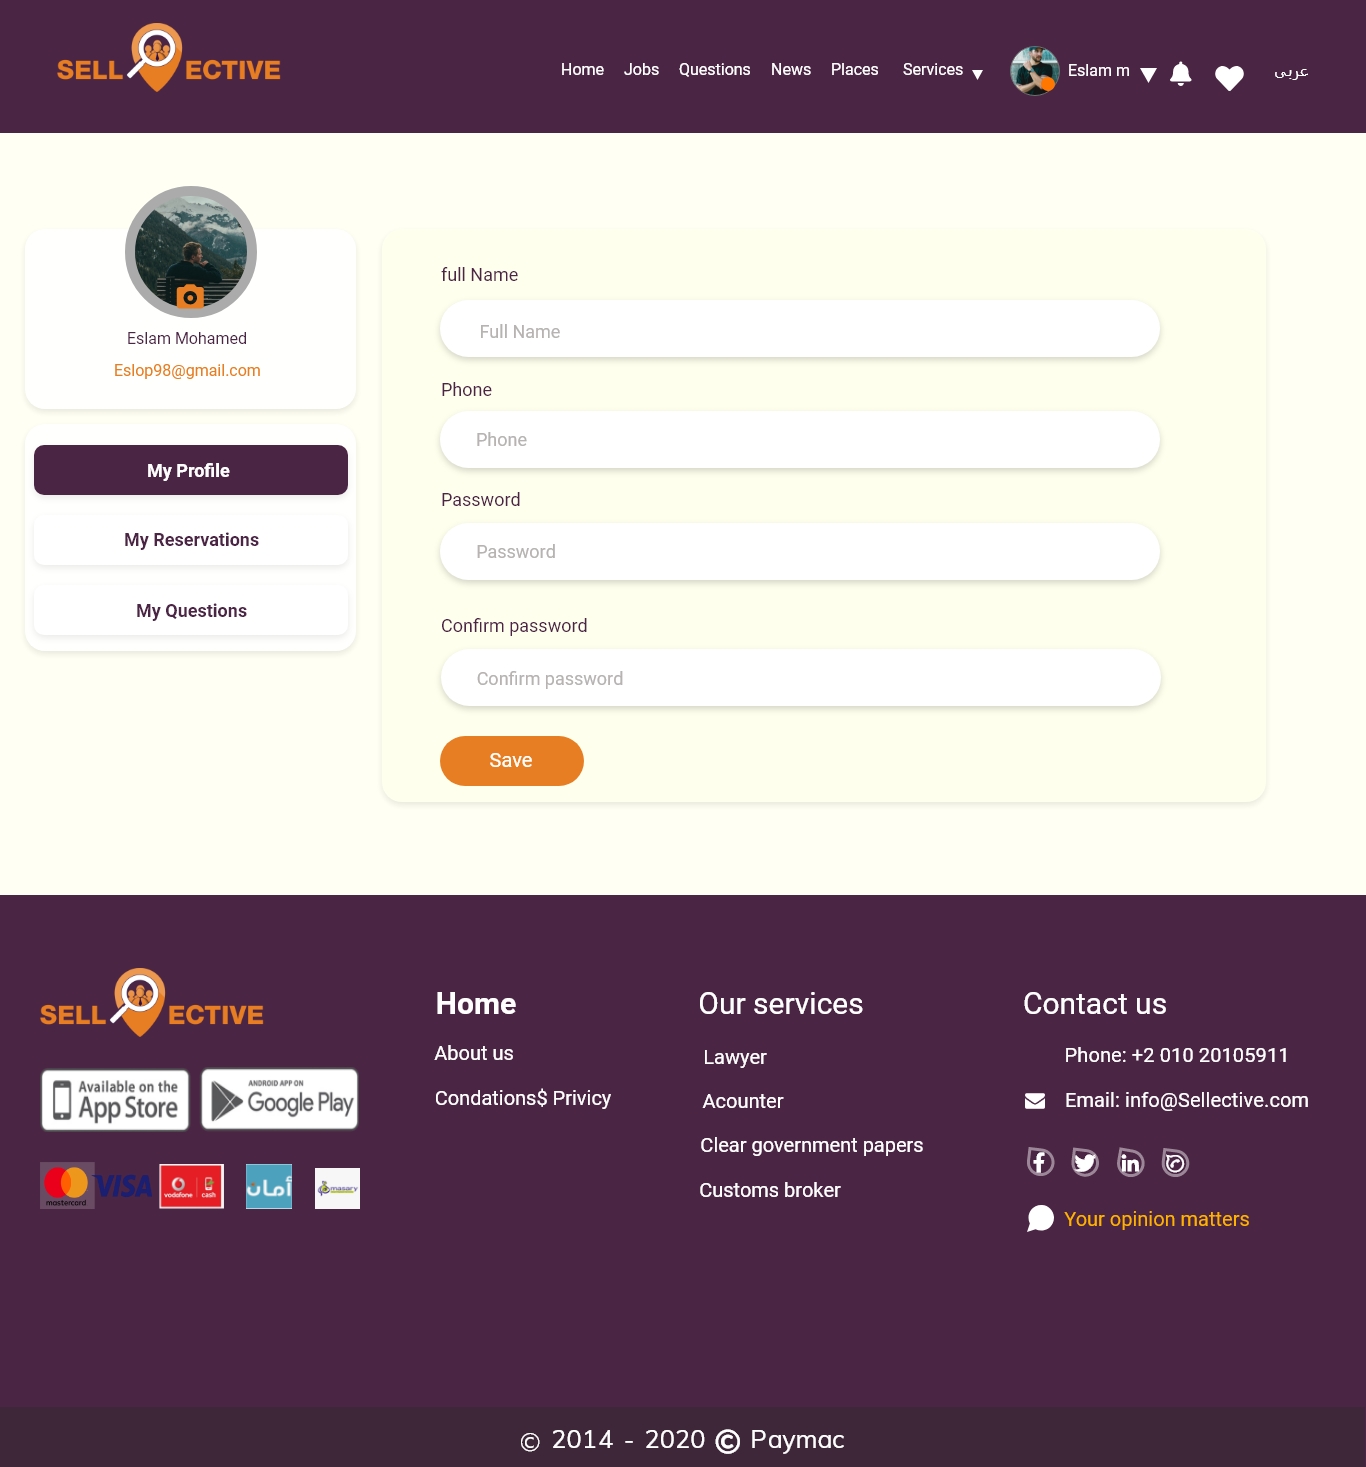 SELL ECTIVE
Home Jobs Questions News Places Services Eslam m عربى
Eslam Mohamed
Eslop98@gmail.com
My Profile
My Reservations
My Questions
full Name
Full Name
Phone
Phone
Password
Password
Confirm password
Confirm password
Save
SELL ECTIVE
Available on the
App Store
ANDROID APP ON
Google Play
mastercard
VISA
vodafone cash
أمان
masary
Home
About us
Condations$ Privicy
Our services
Lawyer
Acounter
Clear government papers
Customs broker
Contact us
Phone: +2 010 20105911
Email: info@Sellective.com
Your opinion matters
© 2014 - 2020 © Paymac